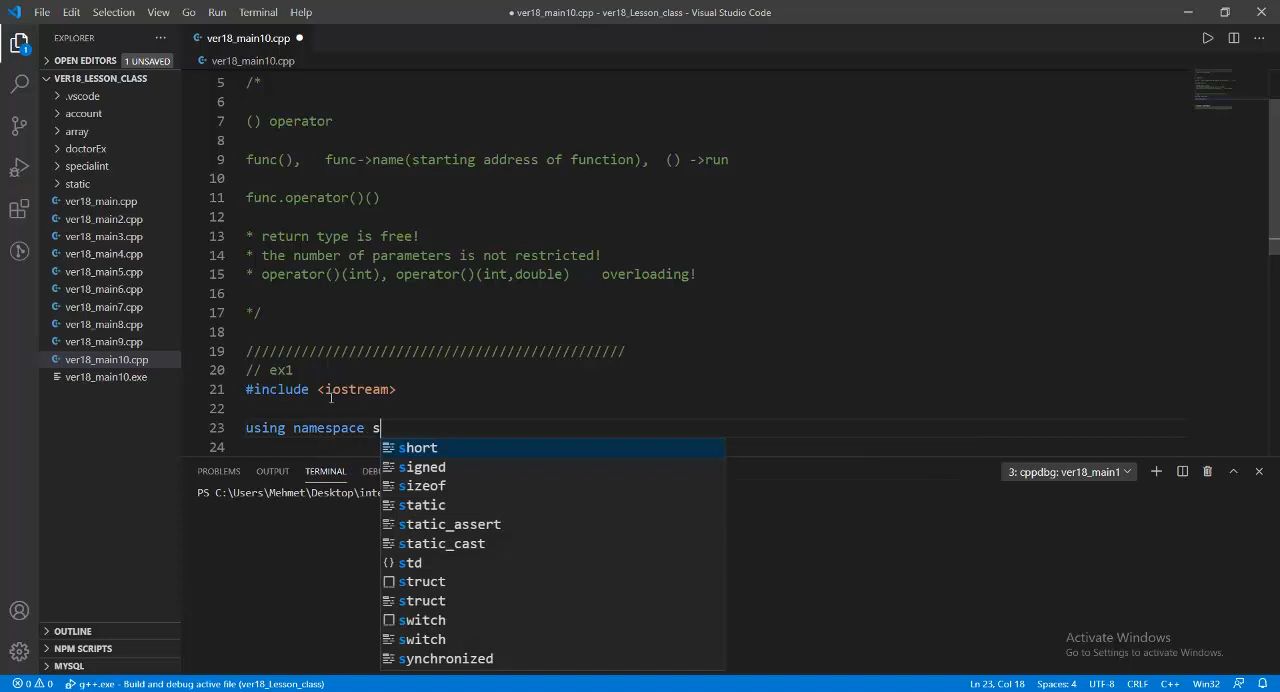 File Edit Selection View Go Run Terminal Help
● ver18_main10.cpp - ver18_Lesson_class - Visual Studio Code
EXPLORER
OPEN EDITORS 1 UNSAVED
VER18_LESSON_CLASS
.vscode
account
array
doctorEx
specialint
static
ver18_main.cpp
ver18_main2.cpp
ver18_main3.cpp
ver18_main4.cpp
ver18_main5.cpp
ver18_main6.cpp
ver18_main7.cpp
ver18_main8.cpp
ver18_main9.cpp
ver18_main10.cpp
ver18_main10.exe
OUTLINE
NPM SCRIPTS
MYSQL
ver18_main10.cpp ●
ver18_main10.cpp
5 /*
6
7 () operator
8
9 func(), func->name(starting address of function), () ->run
10
11 func.operator()()
12
13 * return type is free!
14 * the number of parameters is not restricted!
15 * operator()(int), operator()(int,double) overloading!
16
17 */
18
19 ////////////////////////////////////////////////
20 // ex1
21 #include <iostream>
22
23 using namespace s
24
short
signed
sizeof
static
static_assert
static_cast
std
struct
struct
switch
switch
synchronized
PROBLEMS OUTPUT TERMINAL DEB
3: cppdbg: ver18_main1
PS C:\Users\Mehmet\Desktop\inte
Activate Windows
Go to Settings to activate Windows.
0 0 g++.exe - Build and debug active file (ver18_Lesson_class)
Ln 23, Col 18 Spaces: 4 UTF-8 CRLF C++ Win32